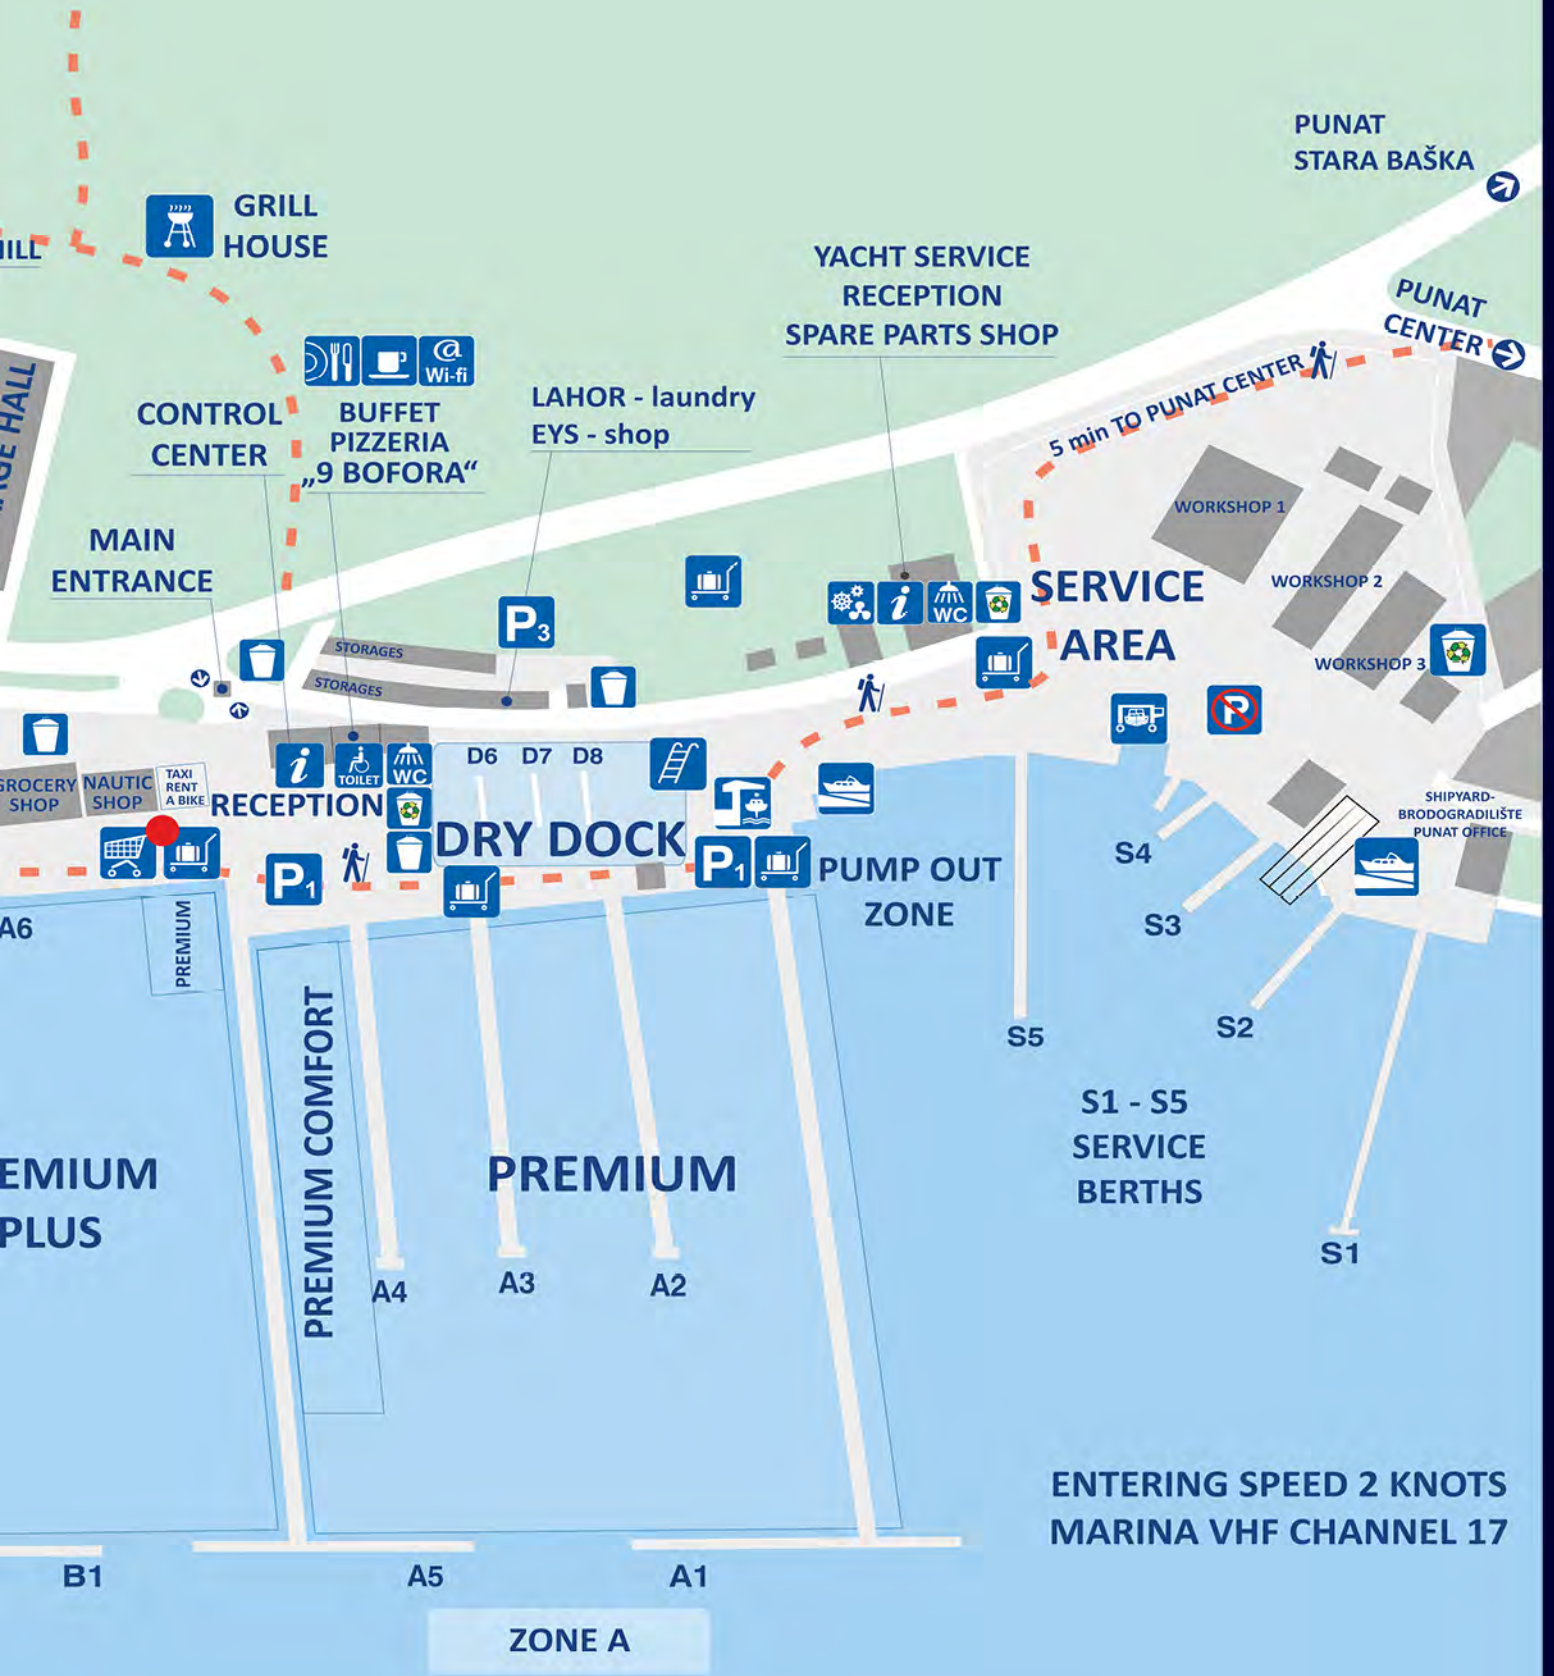 PUNAT
STARA BAŠKA
GRILL
HOUSE
HILL
YACHT SERVICE
RECEPTION
SPARE PARTS SHOP
PUNAT
CENTER
5 min TO PUNAT CENTER
@
Wi-fi
LAHOR - laundry
EYS - shop
CONTROL
CENTER
BUFFET
PIZZERIA
„9 BOFORA“
HALL
MAIN
ENTRANCE
WORKSHOP 1
WORKSHOP 2
WORKSHOP 3
SERVICE
AREA
P3
i
WC
STORAGES
STORAGES
P
GROCERY
SHOP
NAUTIC
SHOP
TAXI
RENT
A BIKE
i
TOILET
WC
RECEPTION
D6
D7
D8
DRY DOCK
P1
P1
PUMP OUT
ZONE
SHIPYARD-
BRODOGRADILIŠTE
PUNAT OFFICE
S4
S3
S2
S5
S1
S1 - S5
SERVICE
BERTHS
A6
PREMIUM
PREMIUM COMFORT
EMIUM
PLUS
PREMIUM
A4
A3
A2
ENTERING SPEED 2 KNOTS
MARINA VHF CHANNEL 17
B1
A5
A1
ZONE A